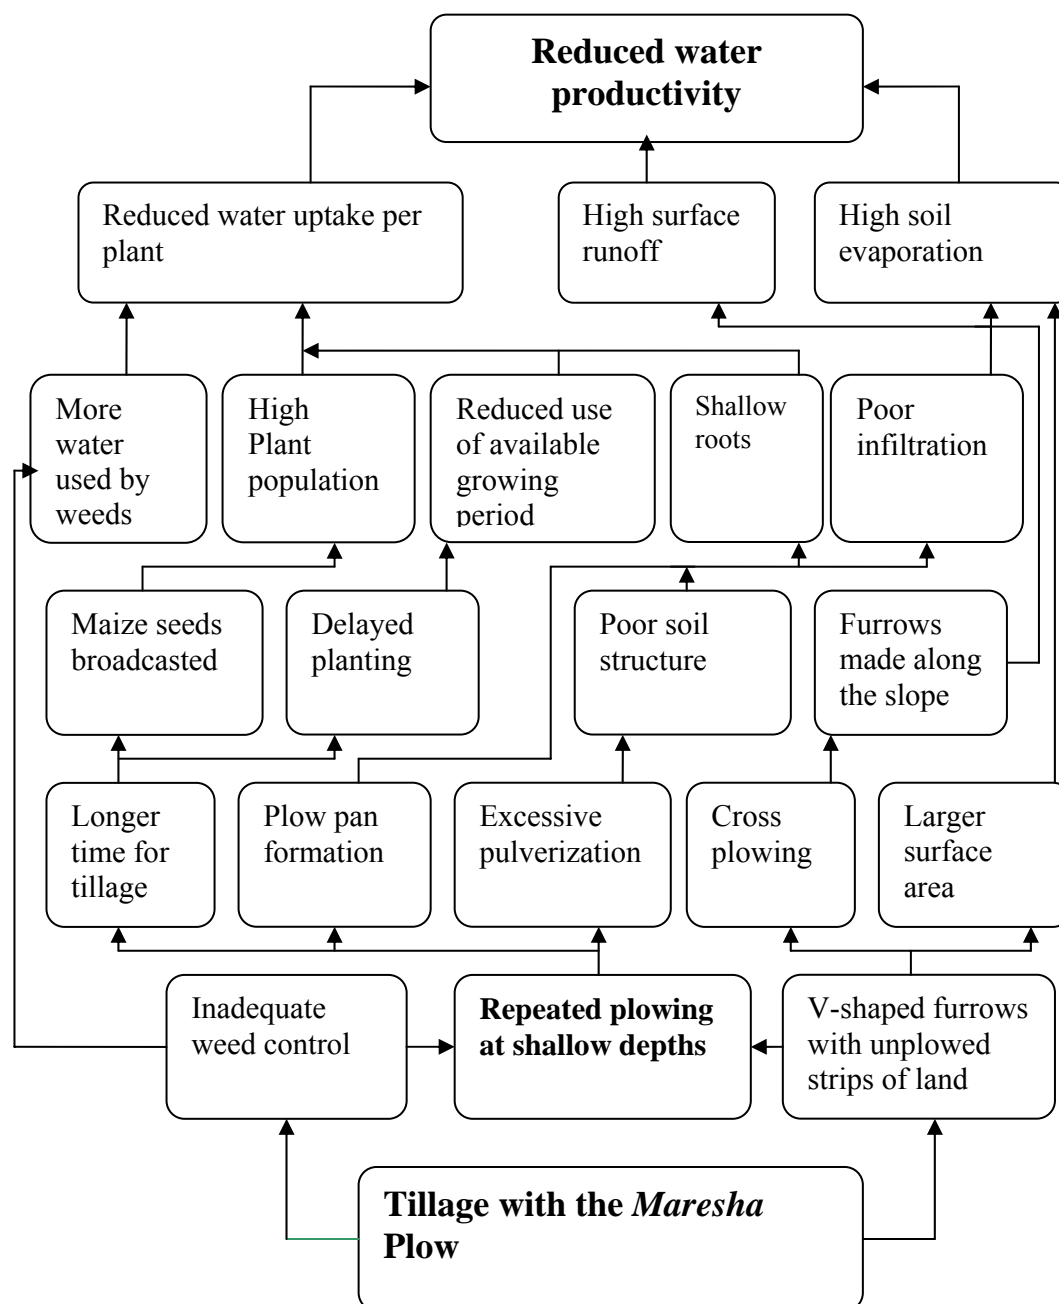 Reduced water
productivity
Reduced water uptake per
plant
High surface
runoff
High soil
evaporation
More
water
used by
weeds
High
Plant
population
Reduced use
of available
growing
period
Shallow
roots
Poor
infiltration
Maize seeds
broadcasted
Delayed
planting
Poor soil
structure
Furrows
made along
the slope
Longer
time for
tillage
Plow pan
formation
Excessive
pulverization
Cross
plowing
Larger
surface
area
Inadequate
weed control
Repeated plowing
at shallow depths
V-shaped furrows
with unplowed
strips of land
Tillage with the Maresha
Plow